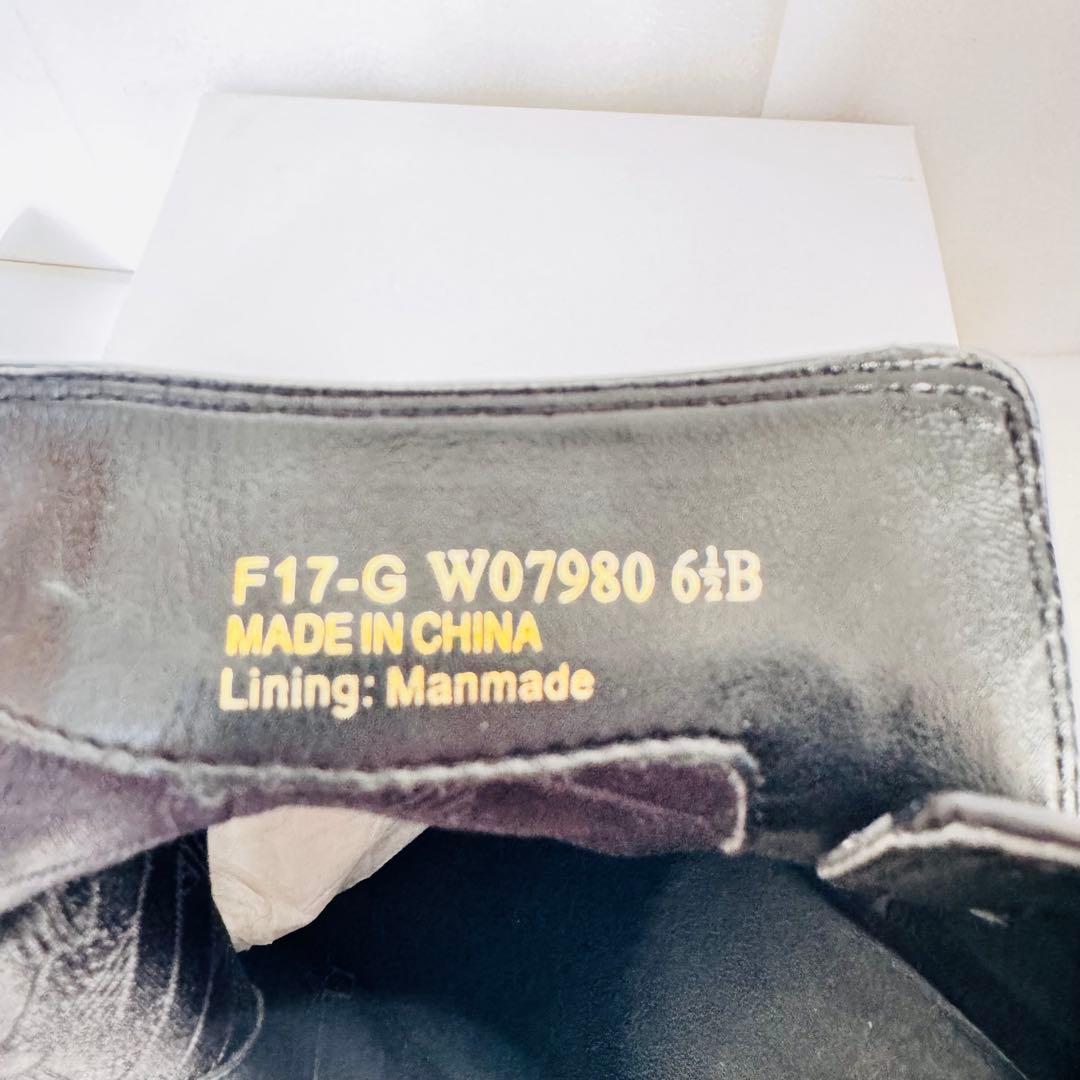 F17-G W07980 6½B
MADE IN CHINA
Lining: Manmade